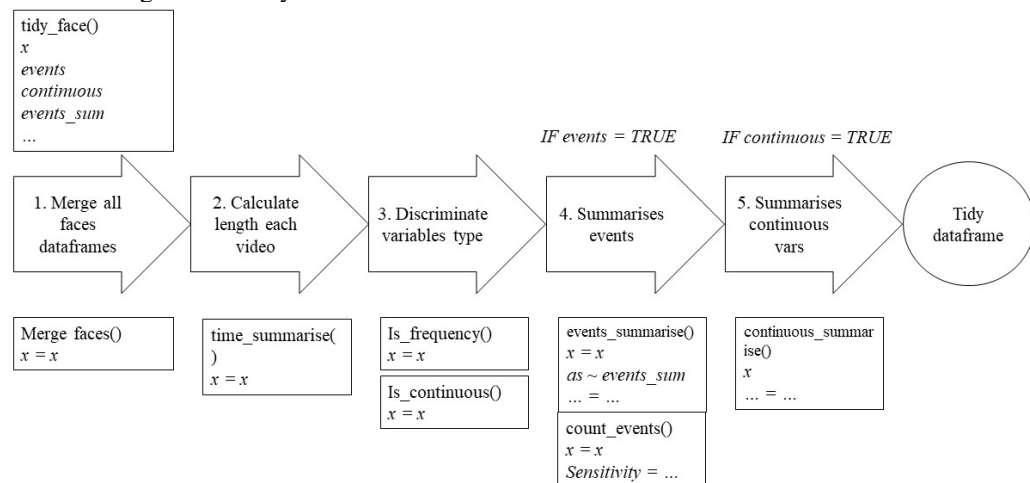 tidy_face()
x
events
continuous
events_sum
…
IF events = TRUE
IF continuous = TRUE
1. Merge all
faces
dataframes
2. Calculate
length each
video
3. Discriminate
variables type
4. Summarises
events
5. Summarises
continuous
vars
Tidy
dataframe
Merge faces()
x = x
time_summarise(
)
x = x
Is_frequency()
x = x
Is_continuous()
x = x
events_summarise()
x = x
as ~ events_sum
… = …
count_events()
x = x
Sensitivity = …
continuous_summar
ise()
x
… = …